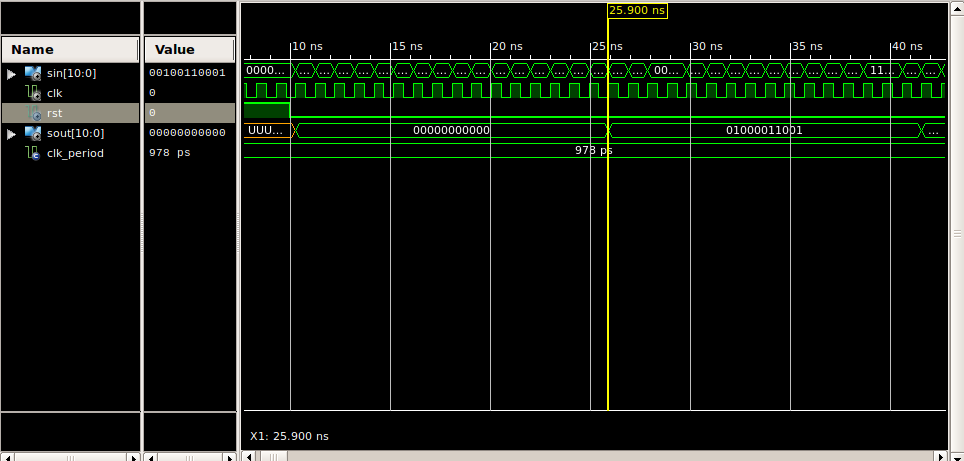 25.900 ns
Name Value
10 ns 15 ns 20 ns 25 ns 30 ns 35 ns 40 ns
sin[10:0] 00100110001 0000... ... ... ... ... ... ... ... ... ... ... ... ... ... ... ... ... ... 00... ... ... ... ... ... ... ... ... ... ... 11... ... ... ...
clk 0
rst 0
sout[10:0] 00000000000 UUU... 00000000000 01000011001 ...
clk_period 978 ps 978 ps
X1: 25.900 ns